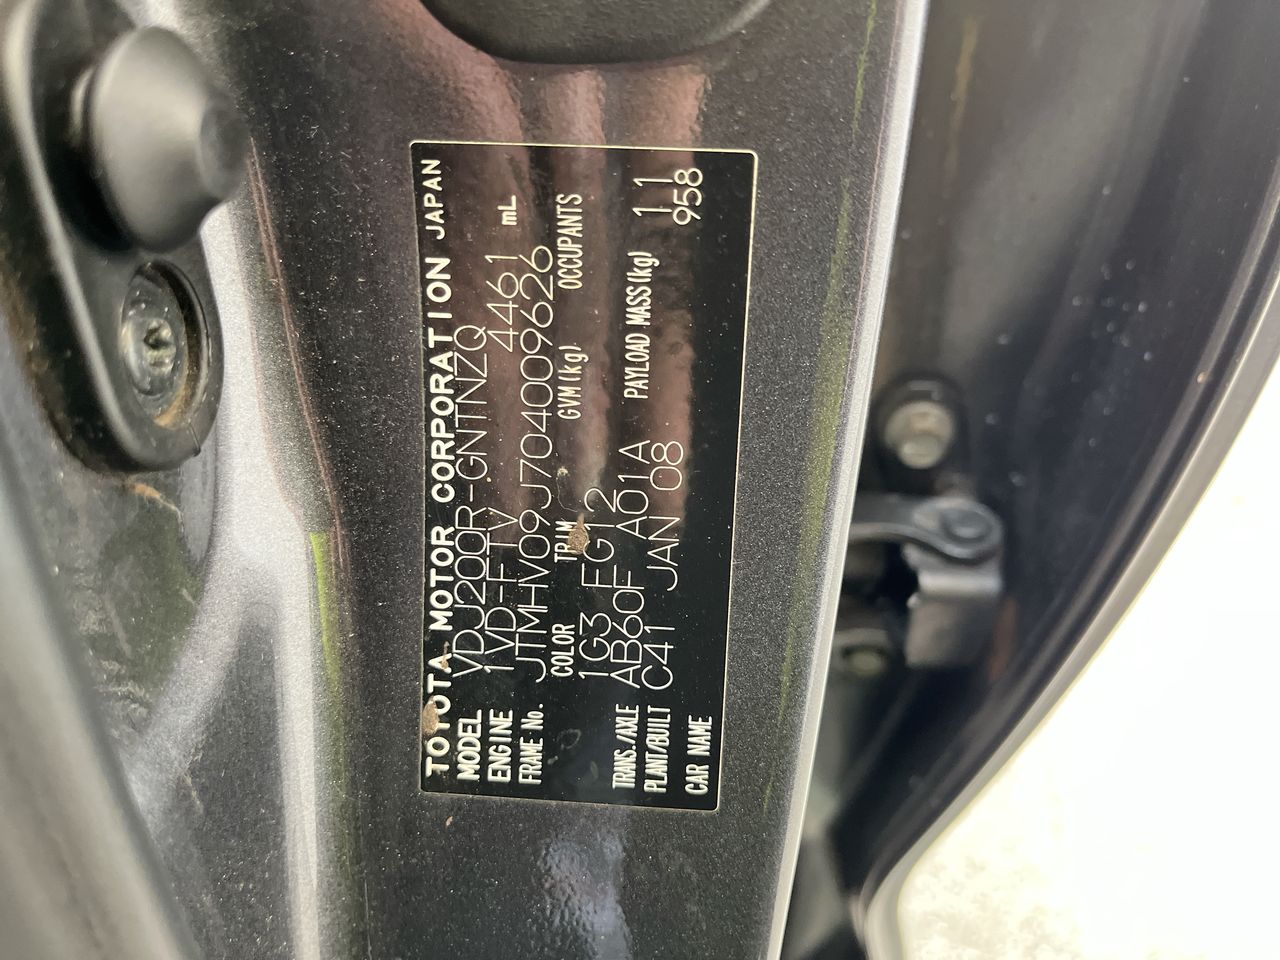 TOYOTA MOTOR CORPORATION JAPAN
MODEL VDJ200R-GNTNZQ
ENGINE 1VD-FTV 4461 mL
FRAME No. JTMHV09J704009626
COLOR TRIM GVM(kg) OCCUPANTS
1G3 FG12
TRANS./AXLE AB60F A01A PAYLOAD MASS(kg) 11
PLANT/BUILT C41 JAN 08 958
CAR NAME